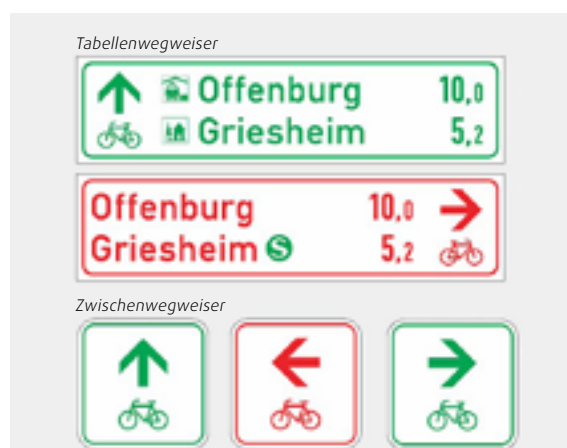 Tabellenwegweiser
Offenburg 10,0
Griesheim 5,2
Offenburg 10,0
Griesheim S 5,2
Zwischenwegweiser